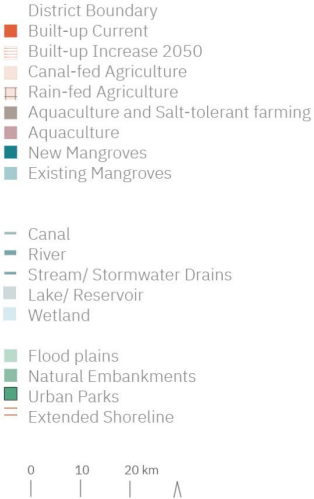 District Boundary
Built-up Current
Built-up Increase 2050
Canal-fed Agriculture
Rain-fed Agriculture
Aquaculture and Salt-tolerant farming
Aquaculture
New Mangroves
Existing Mangroves
Canal
River
Stream/ Stormwater Drains
Lake/ Reservoir
Wetland
Flood plains
Natural Embankments
Urban Parks
Extended Shoreline
0 10 20 km